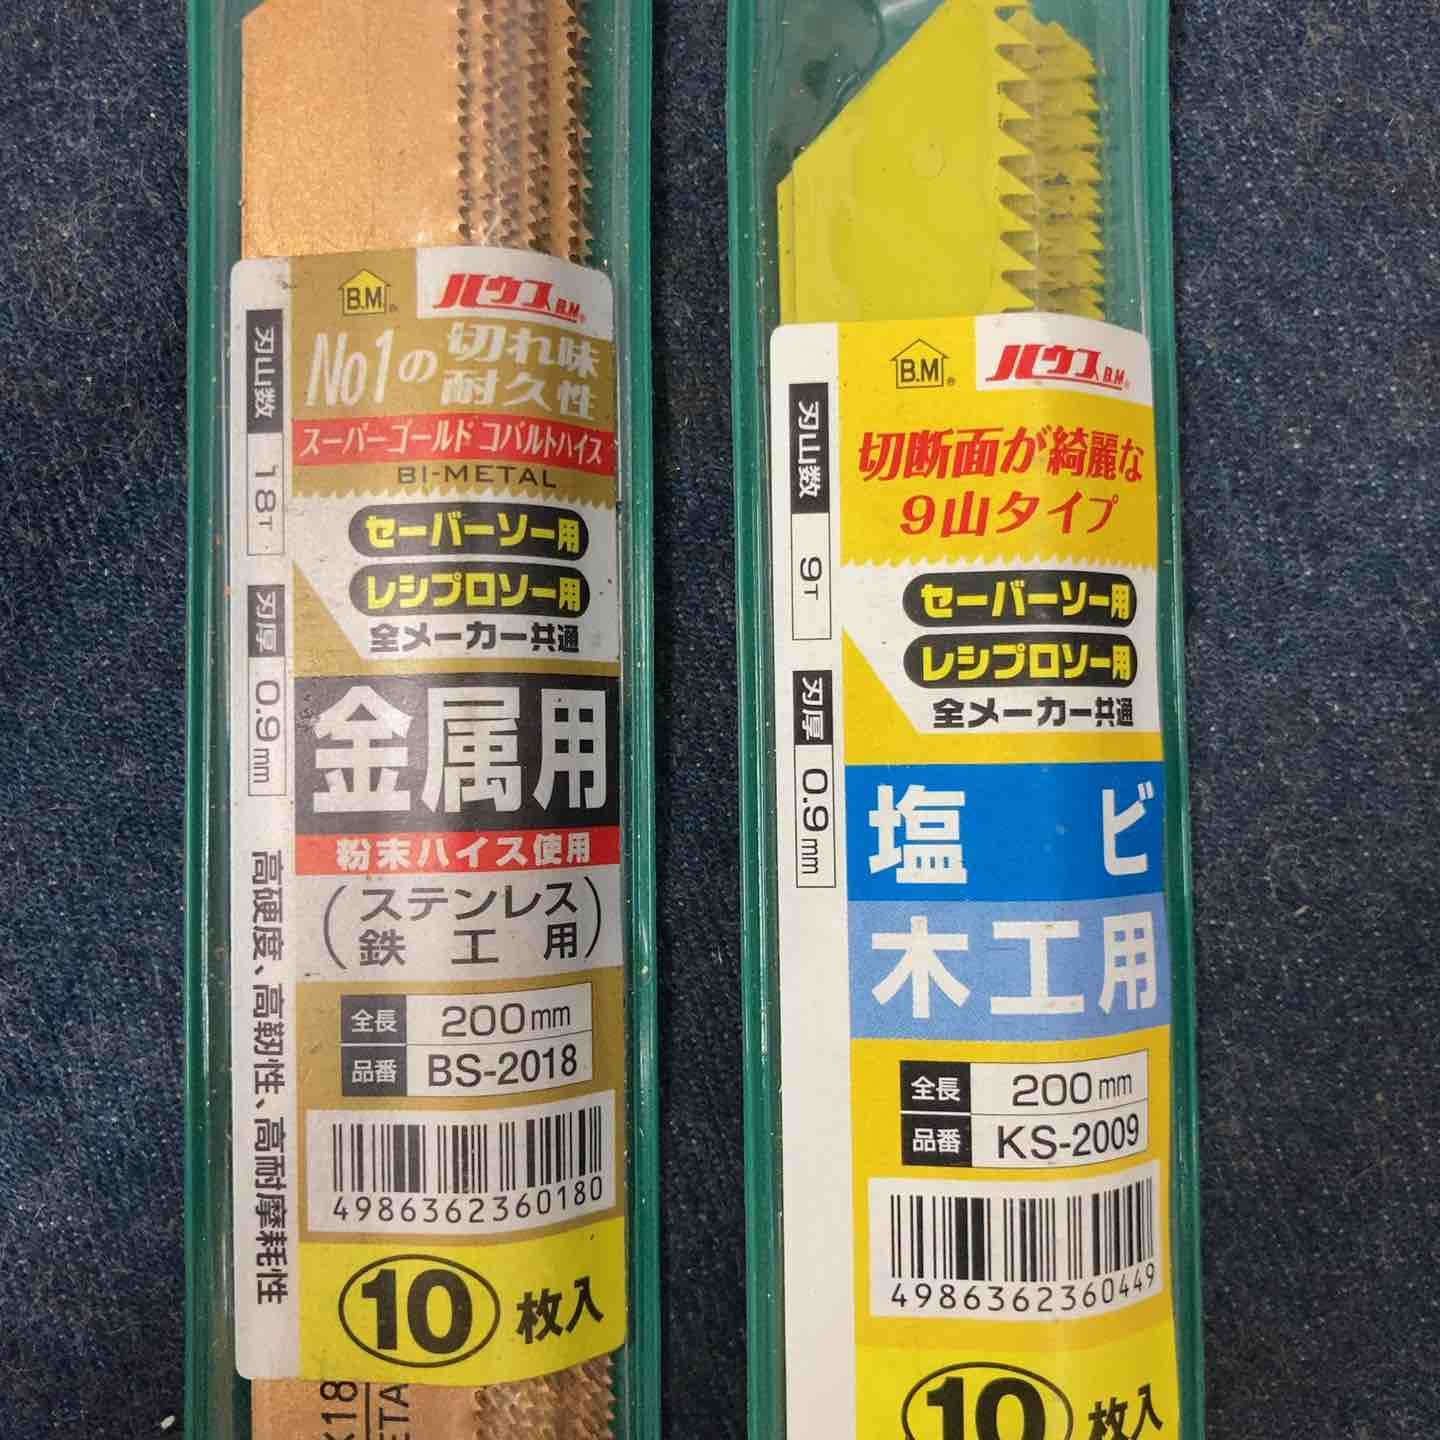 B.M®
ハウスB.M®
No1の切れ味
耐久性
スーパーゴールド コバルトハイス
BI-METAL
セーバーソー用
レシプロソー用
全メーカー共通
金属用
粉末ハイス使用
(ステンレス
鉄工用)
全長 200mm
品番 BS-2018
4986362360180
10枚入
刃山数 18T
刃厚 0.9mm
高硬度、高靭性、高耐摩耗性
B.M®
ハウスB.M®
切断面が綺麗な
9山タイプ
セーバーソー用
レシプロソー用
全メーカー共通
塩ビ
木工用
全長 200mm
品番 KS-2009
4986362360449
10枚入
刃山数 9T
刃厚 0.9mm